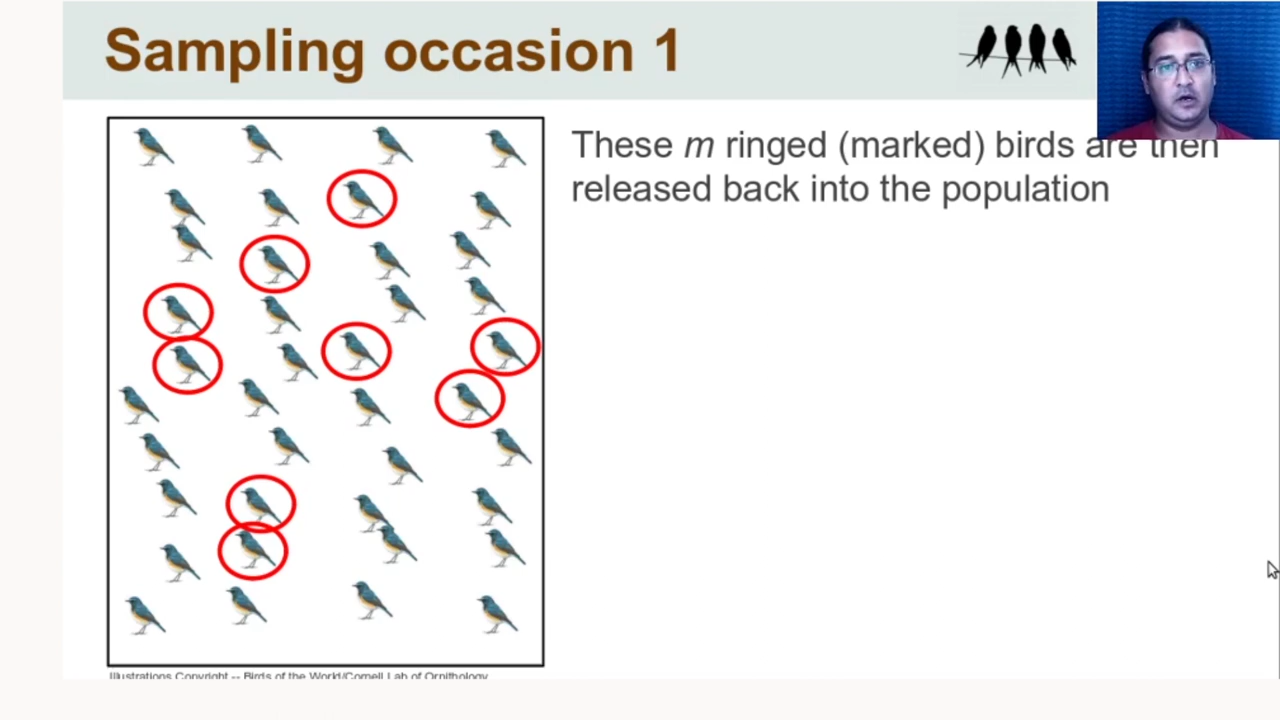 Sampling occasion 1
These m ringed (marked) birds are then
released back into the population
Illustrations Copyright -- Birds of the World/Cornell Lab of Ornithology